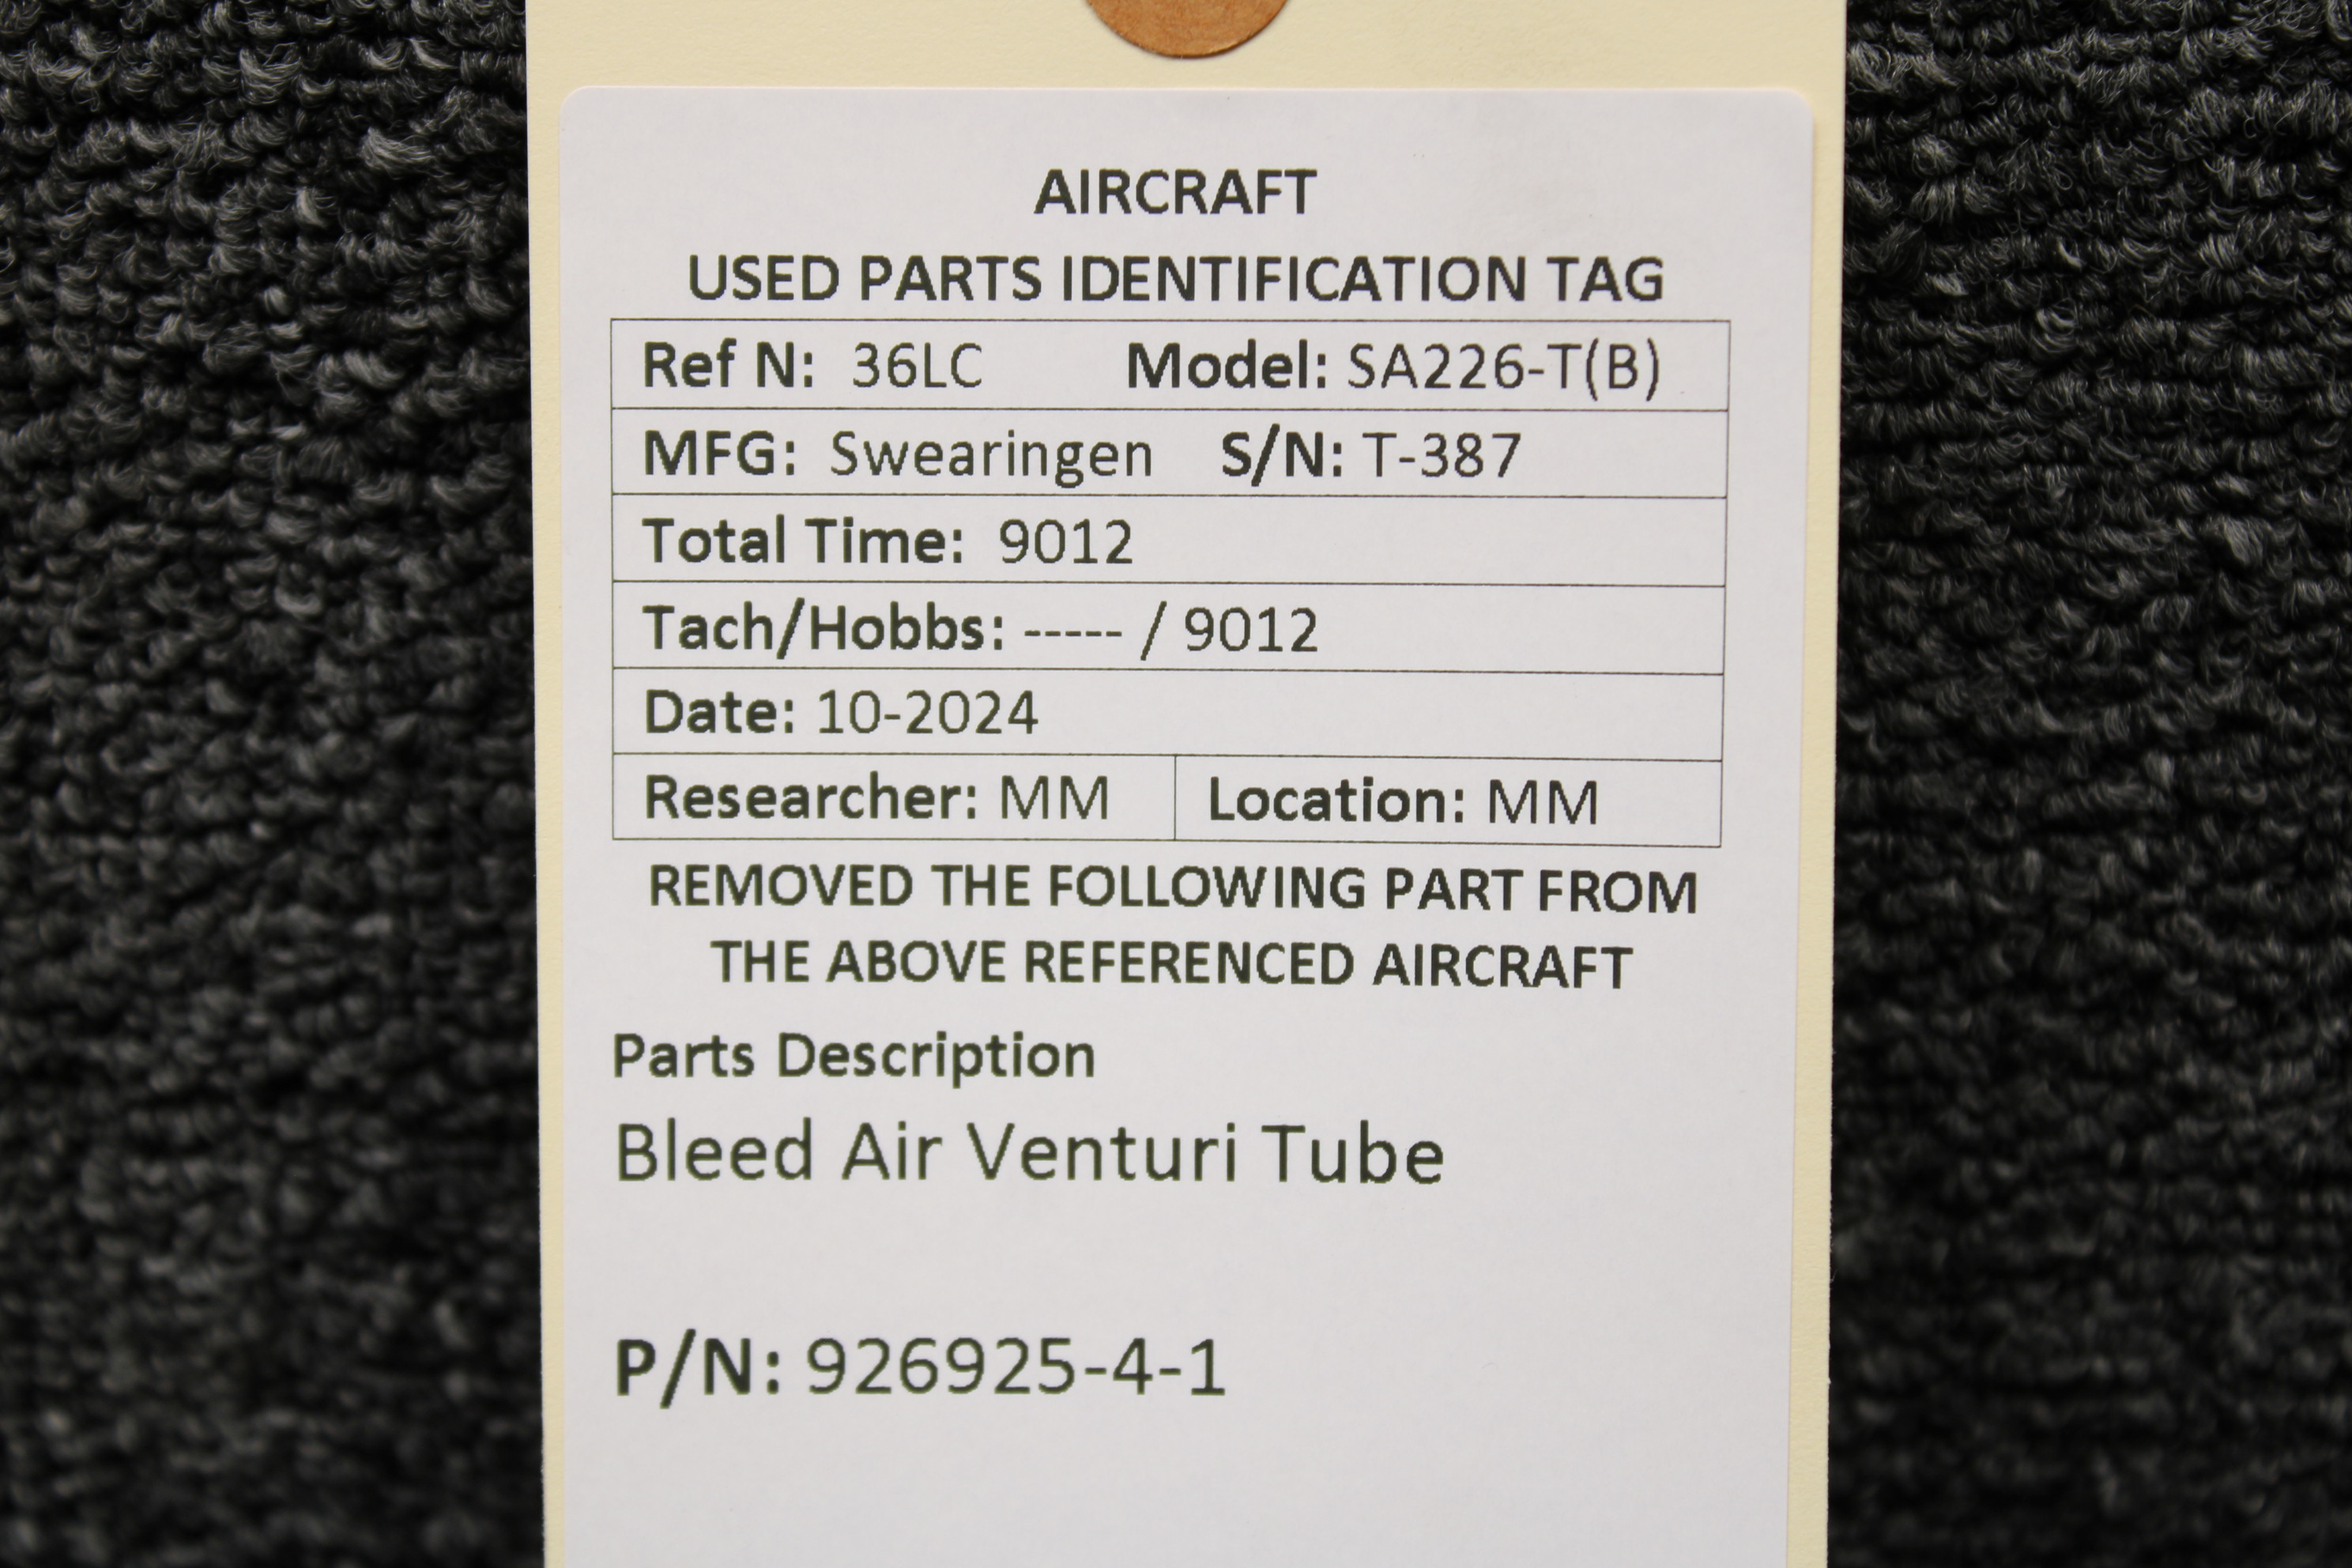 AIRCRAFT
USED PARTS IDENTIFICATION TAG
Ref N: 36LC Model: SA226-T(B)
MFG: Swearingen S/N: T-387
Total Time: 9012
Tach/Hobbs: ----- / 9012
Date: 10-2024
Researcher: MM Location: MM
REMOVED THE FOLLOWING PART FROM
THE ABOVE REFERENCED AIRCRAFT
Parts Description
Bleed Air Venturi Tube
P/N: 926925-4-1